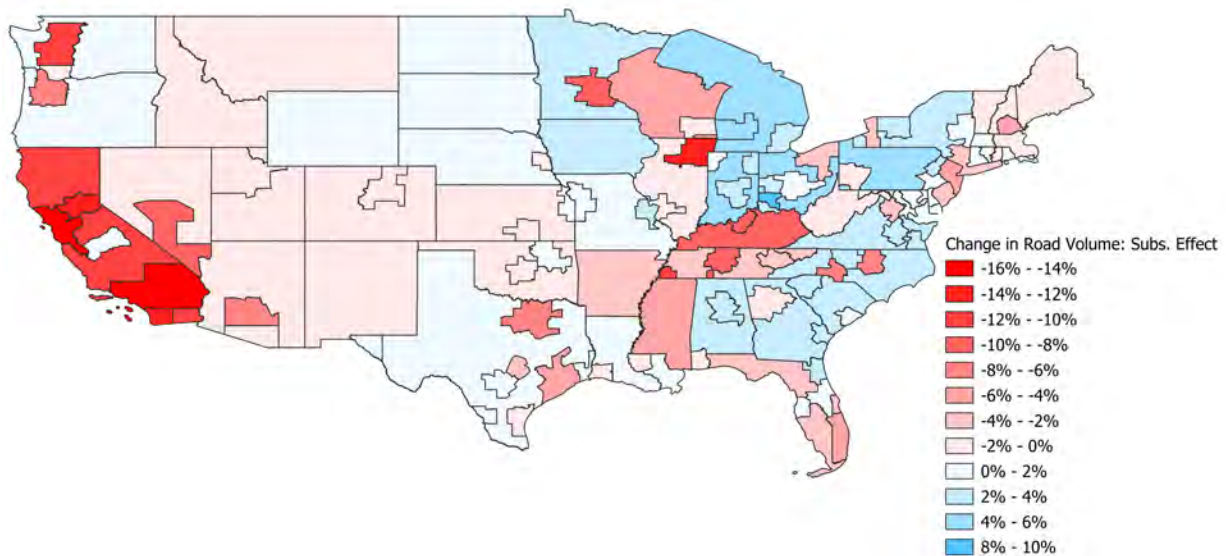 Change in Road Volume: Subs. Effect
-16% - -14%
-14% - -12%
-12% - -10%
-10% - -8%
-8% - -6%
-6% - -4%
-4% - -2%
-2% - 0%
0% - 2%
2% - 4%
4% - 6%
8% - 10%